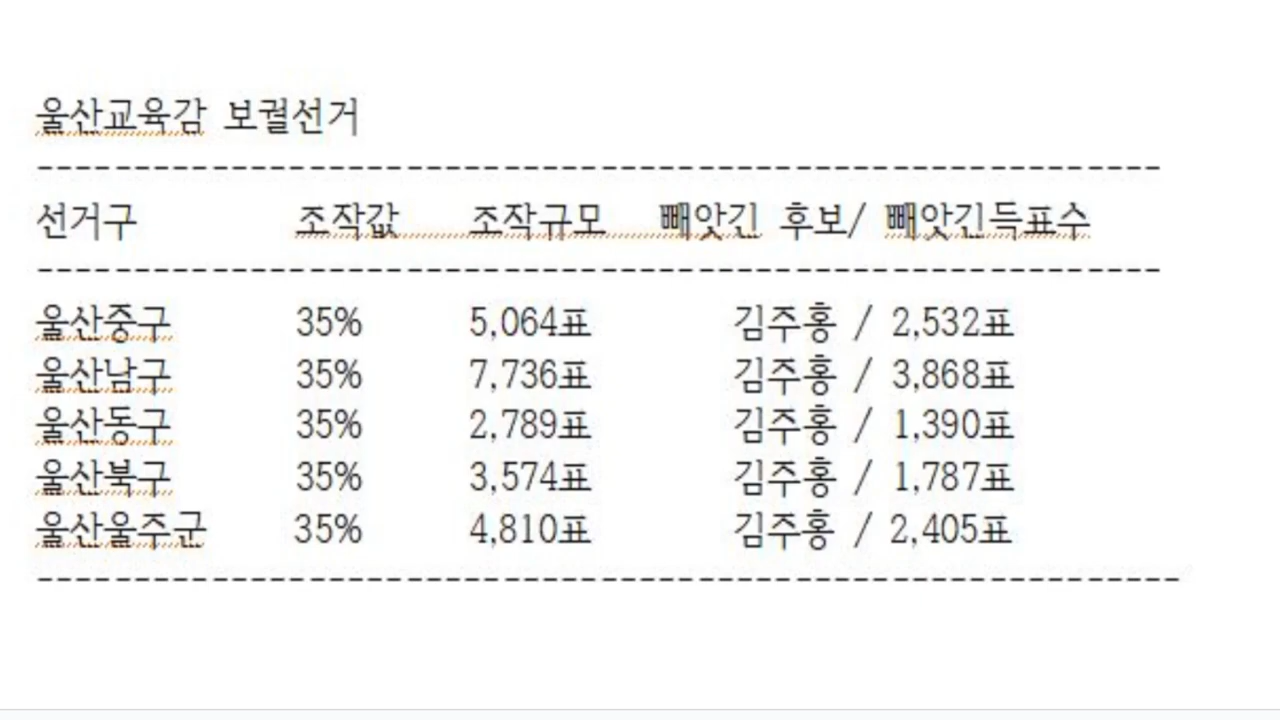 울산교육감 보궐선거
선거구 조작값 조작규모 빼앗긴 후보/ 빼앗긴득표수
울산중구 35% 5,064표 김주홍 / 2,532표
울산남구 35% 7,736표 김주홍 / 3,868표
울산동구 35% 2,789표 김주홍 / 1,390표
울산북구 35% 3,574표 김주홍 / 1,787표
울산울주군 35% 4,810표 김주홍 / 2,405표